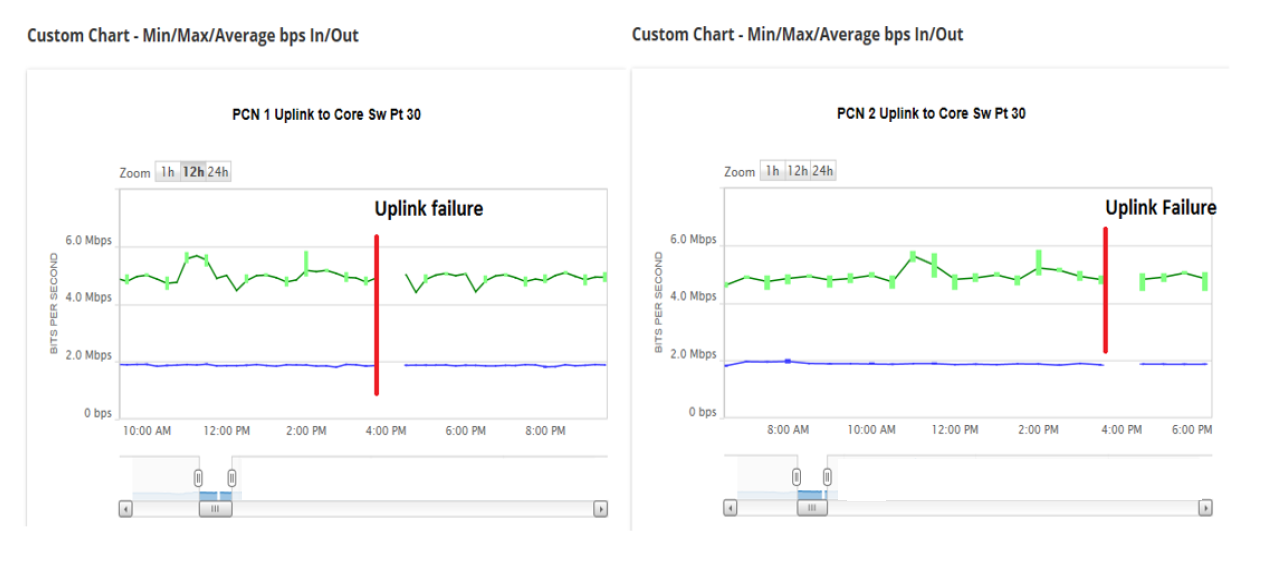 Custom Chart - Min/Max/Average bps In/Out
PCN 1 Uplink to Core Sw Pt 30
Zoom 1h 12h 24h
Uplink failure
6.0 Mbps
4.0 Mbps
2.0 Mbps
0 bps
BITS PER SECOND
10:00 AM 12:00 PM 2:00 PM 4:00 PM 6:00 PM 8:00 PM
Custom Chart - Min/Max/Average bps In/Out
PCN 2 Uplink to Core Sw Pt 30
Zoom 1h 12h 24h
Uplink Failure
6.0 Mbps
4.0 Mbps
2.0 Mbps
0 bps
BITS PER SECOND
8:00 AM 10:00 AM 12:00 PM 2:00 PM 4:00 PM 6:00 PM